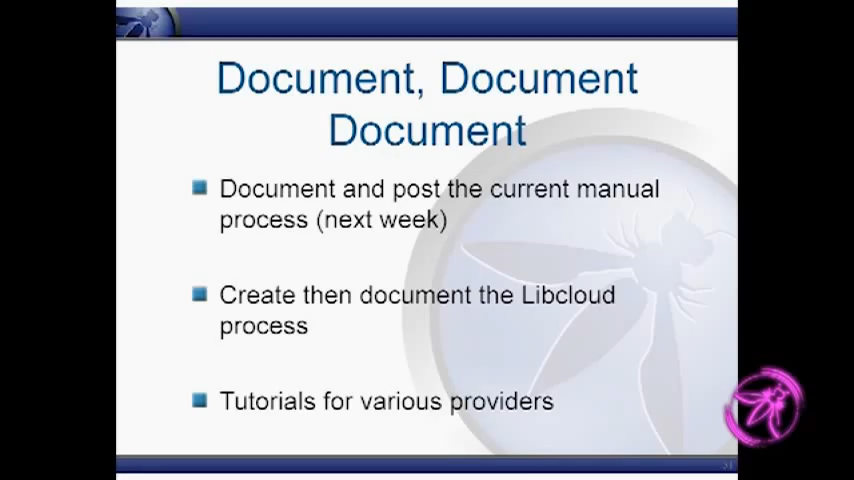 Document, Document
Document
Document and post the current manual
process (next week)
Create then document the Libcloud
process
Tutorials for various providers